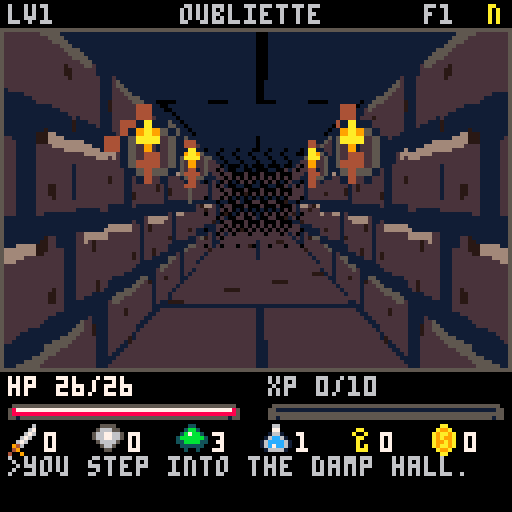 LV1 OUBLIETTE F1 N
HP 26/26 XP 0/10
0 0 3 1 0 0
>YOU STEP INTO THE DAMP HALL.